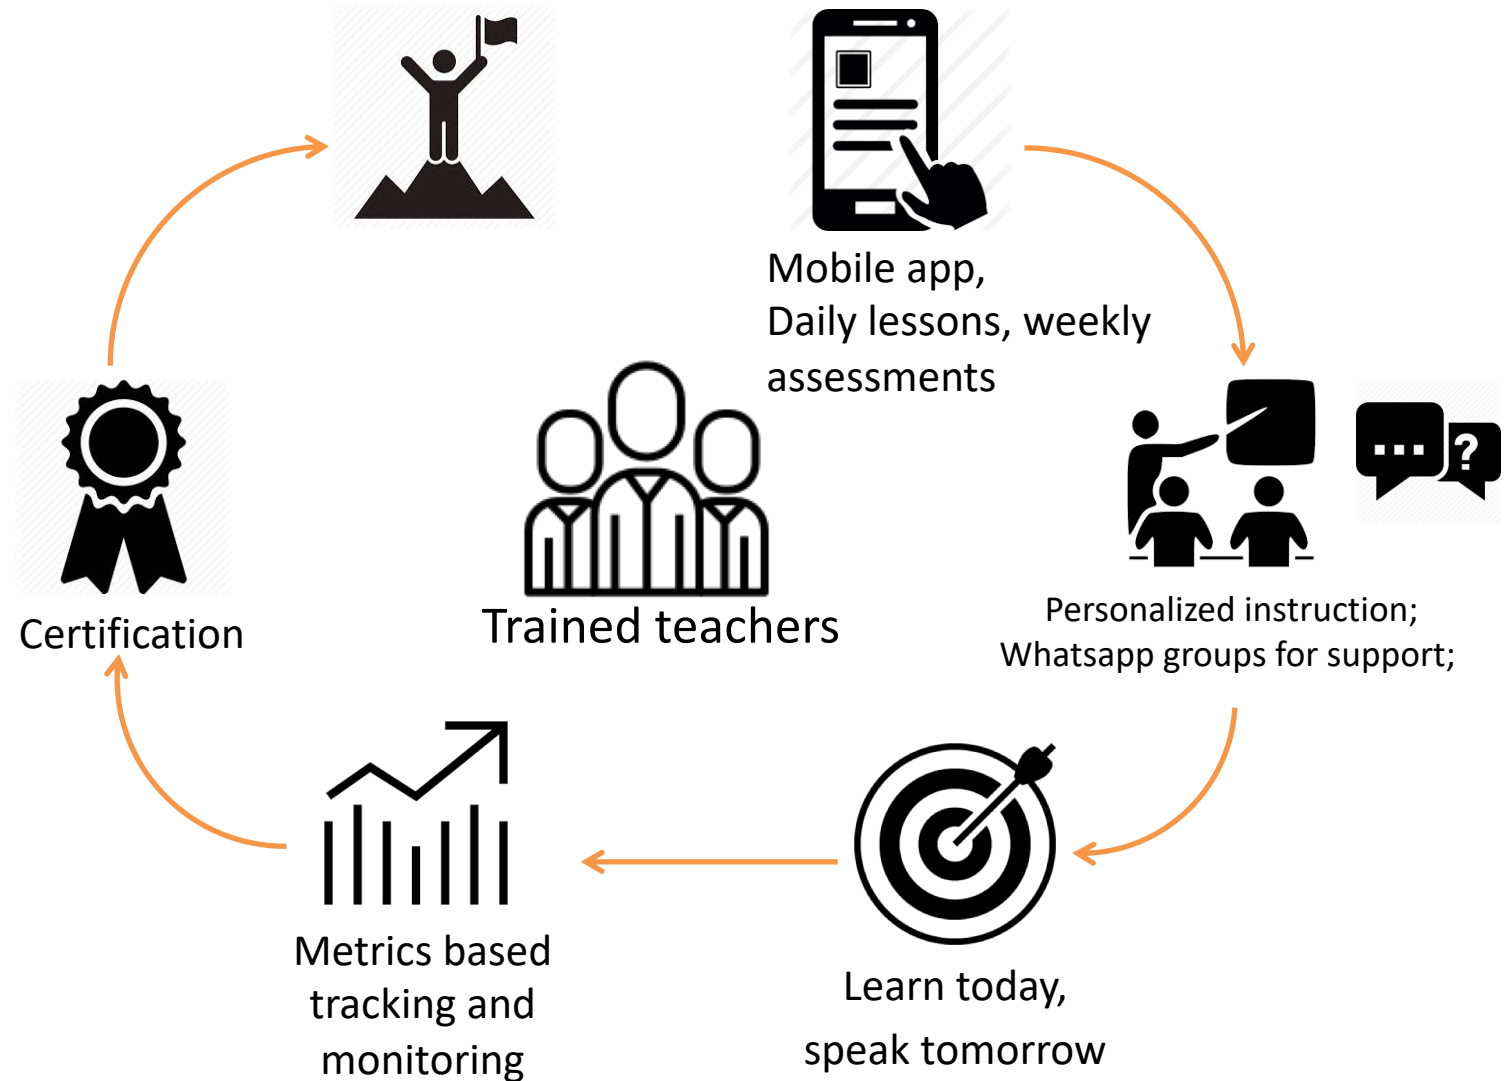 Mobile app,
Daily lessons, weekly
assessments
... ?
Trained teachers
Personalized instruction;
Whatsapp groups for support;
Certification
Learn today,
speak tomorrow
Metrics based
tracking and
monitoring